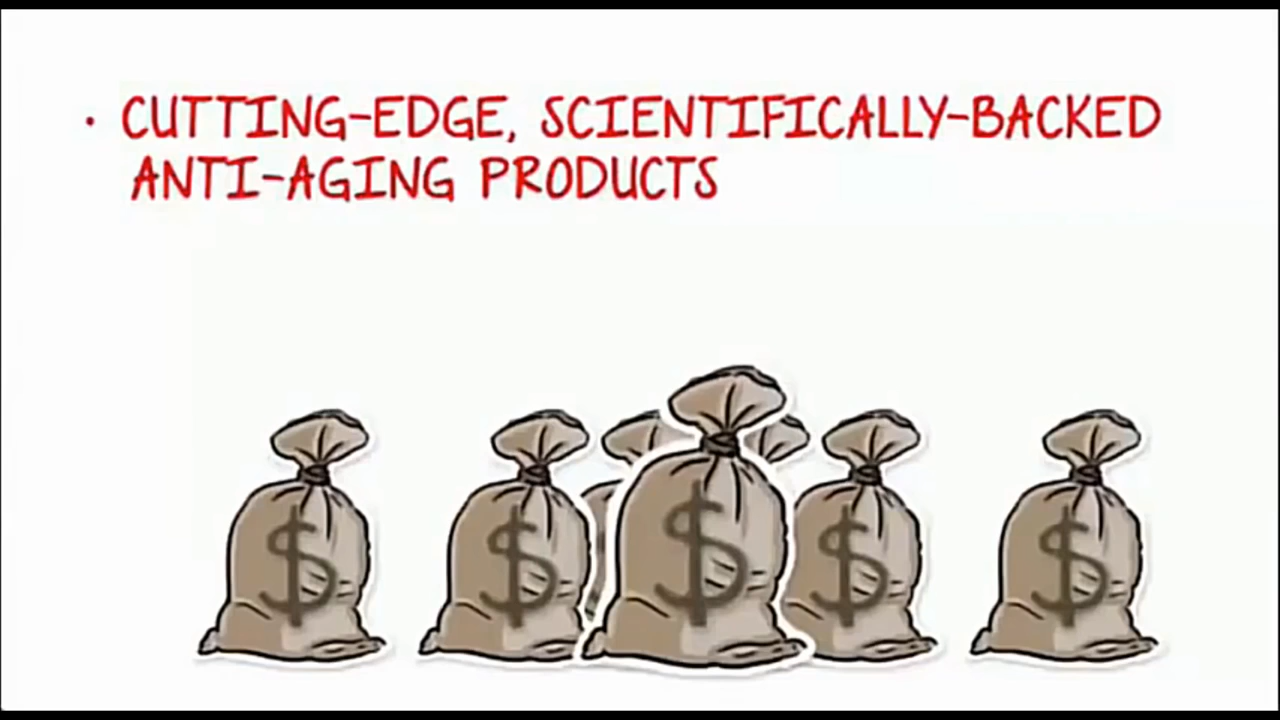 · CUTTING-EDGE, SCIENTIFICALLY-BACKED
ANTI-AGING PRODUCTS
$ $ $ $ $